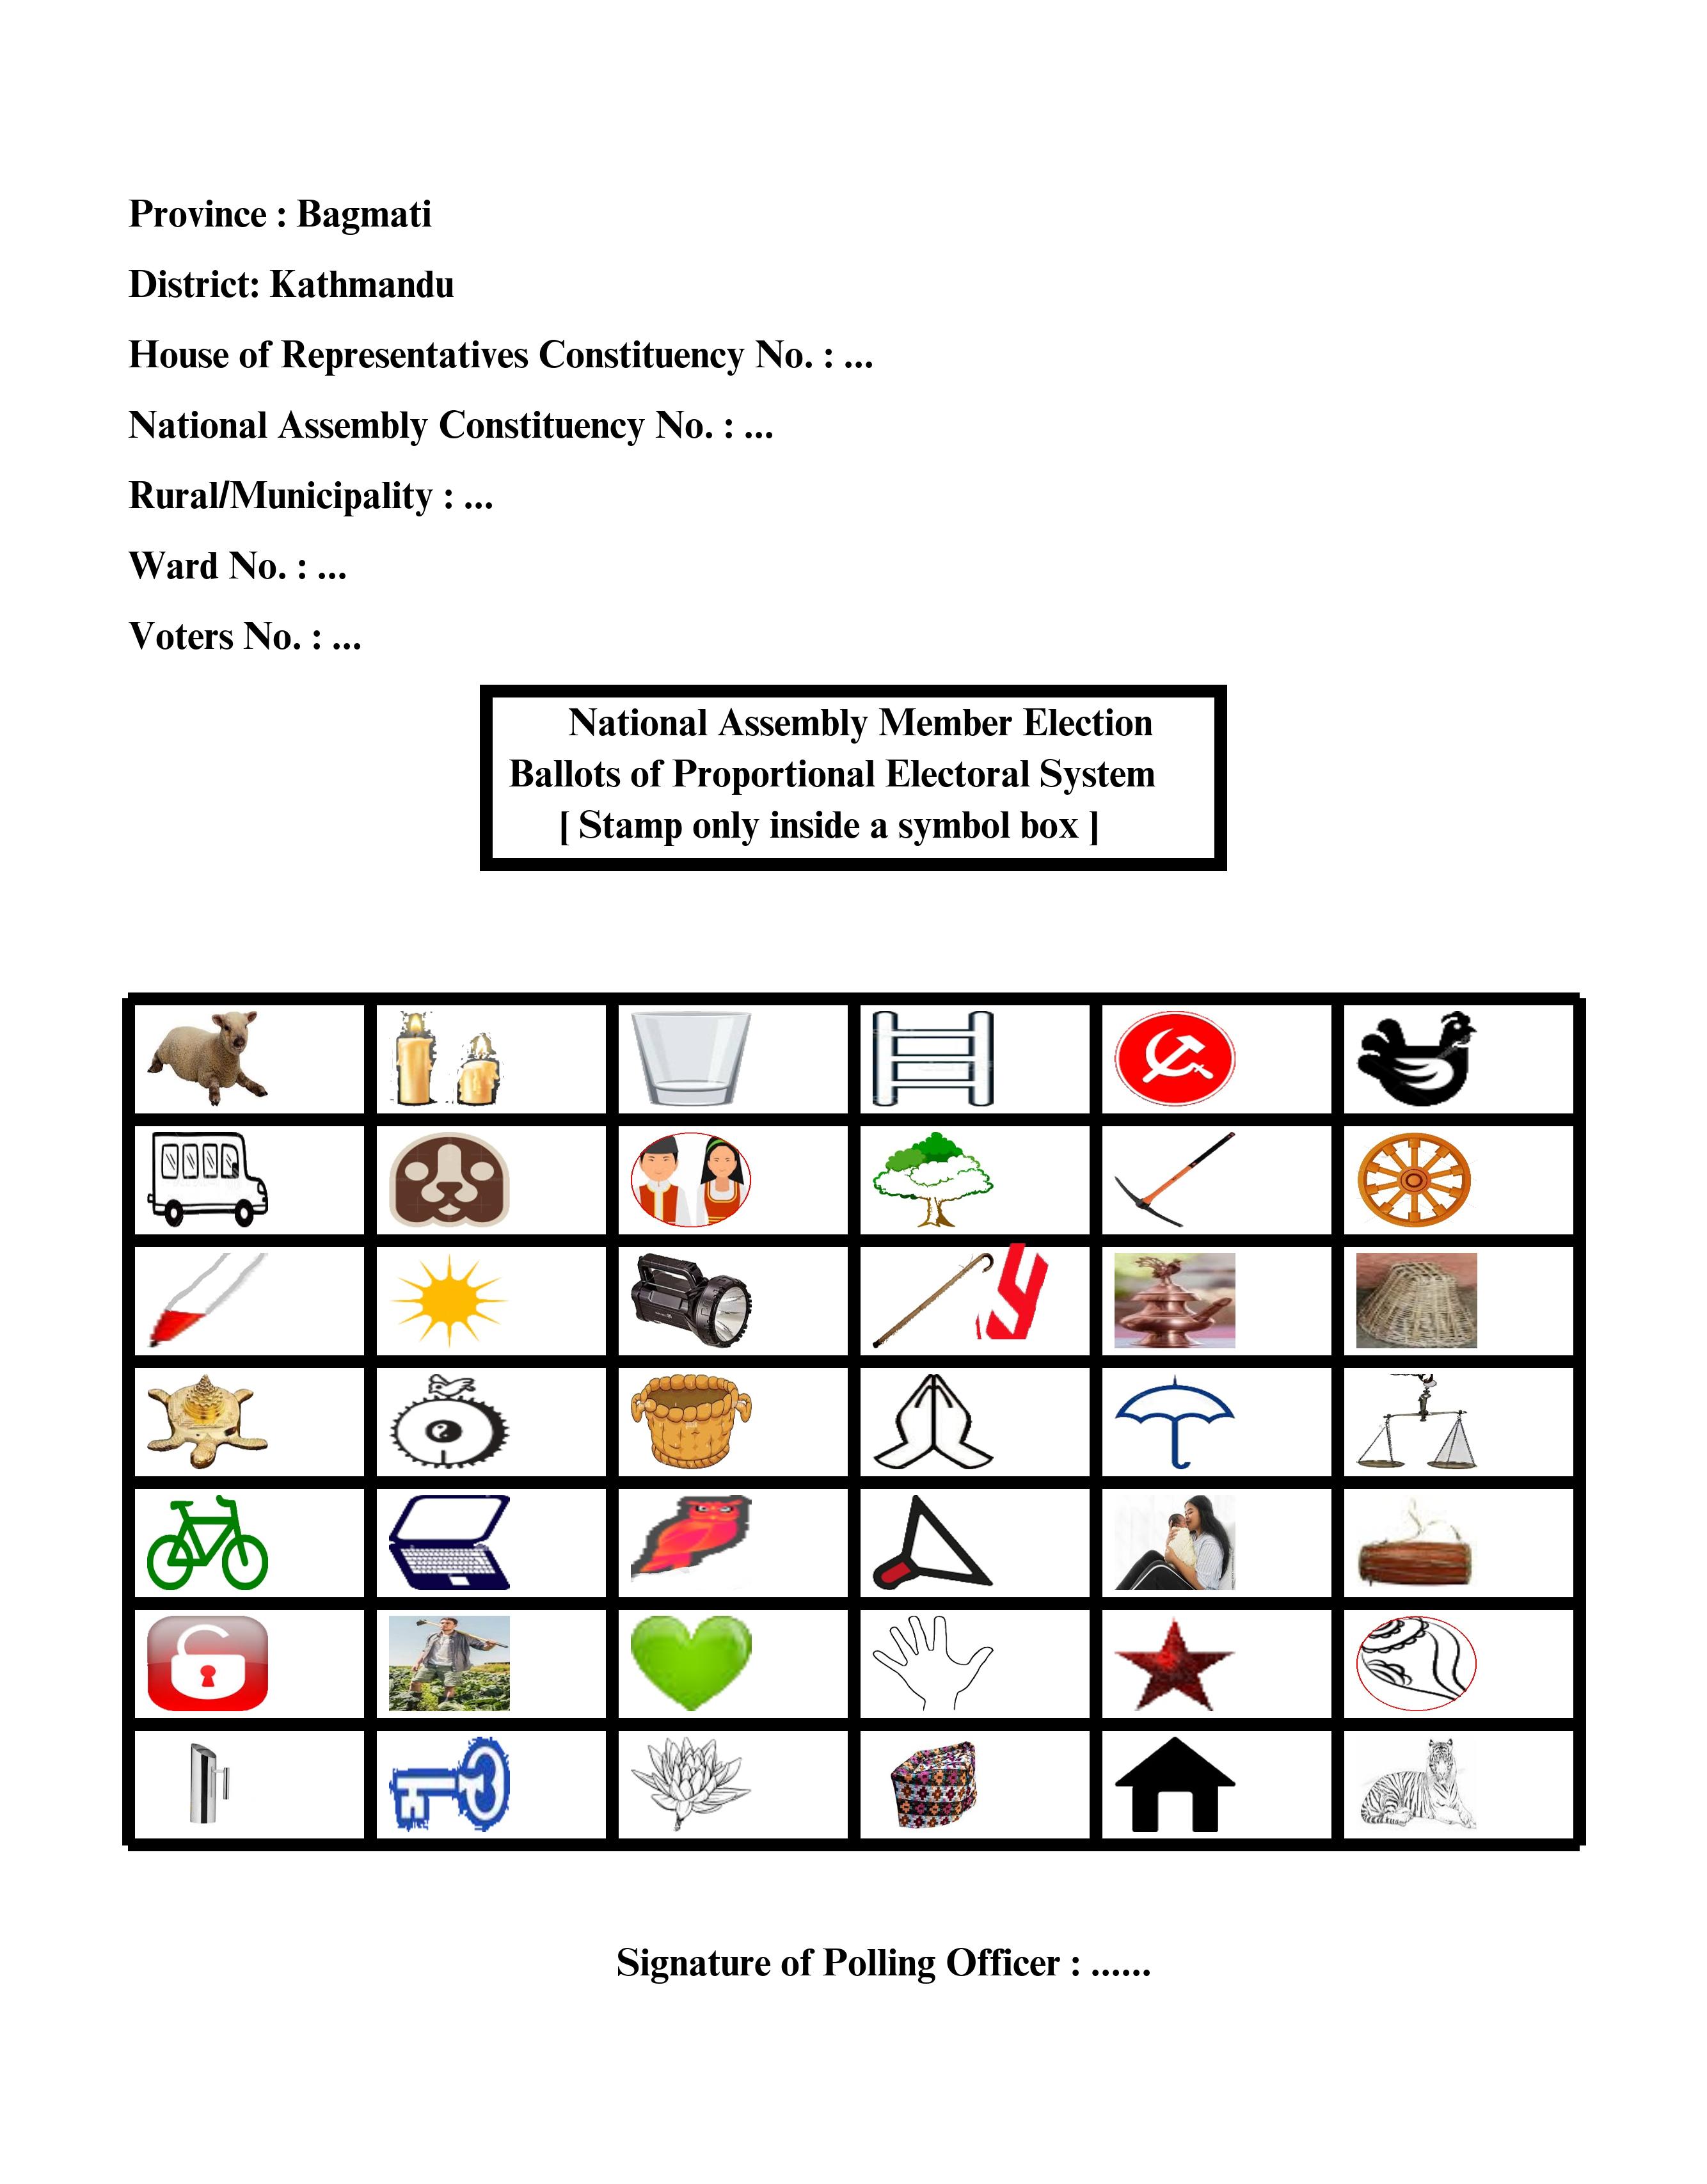 Province : Bagmati
District: Kathmandu
House of Representatives Constituency No. : ...
National Assembly Constituency No. : ...
Rural/Municipality : ...
Ward No. : ...
Voters No. : ...
National Assembly Member Election
Ballots of Proportional Electoral System
[ Stamp only inside a symbol box ]
Signature of Polling Officer : ......